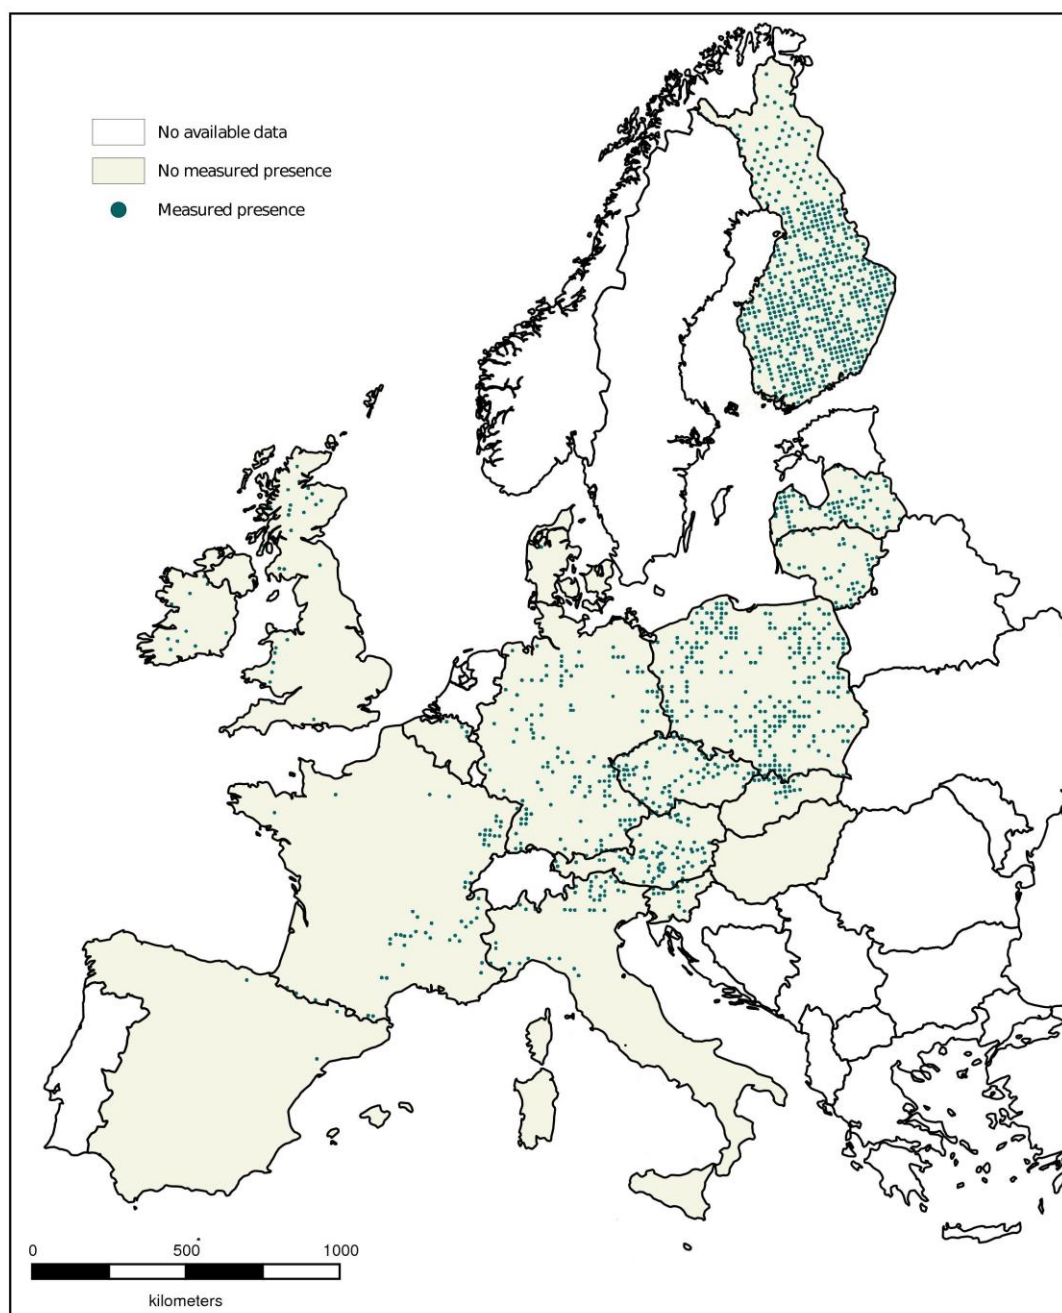 No available data
No measured presence
Measured presence
0 500 1000
kilometers